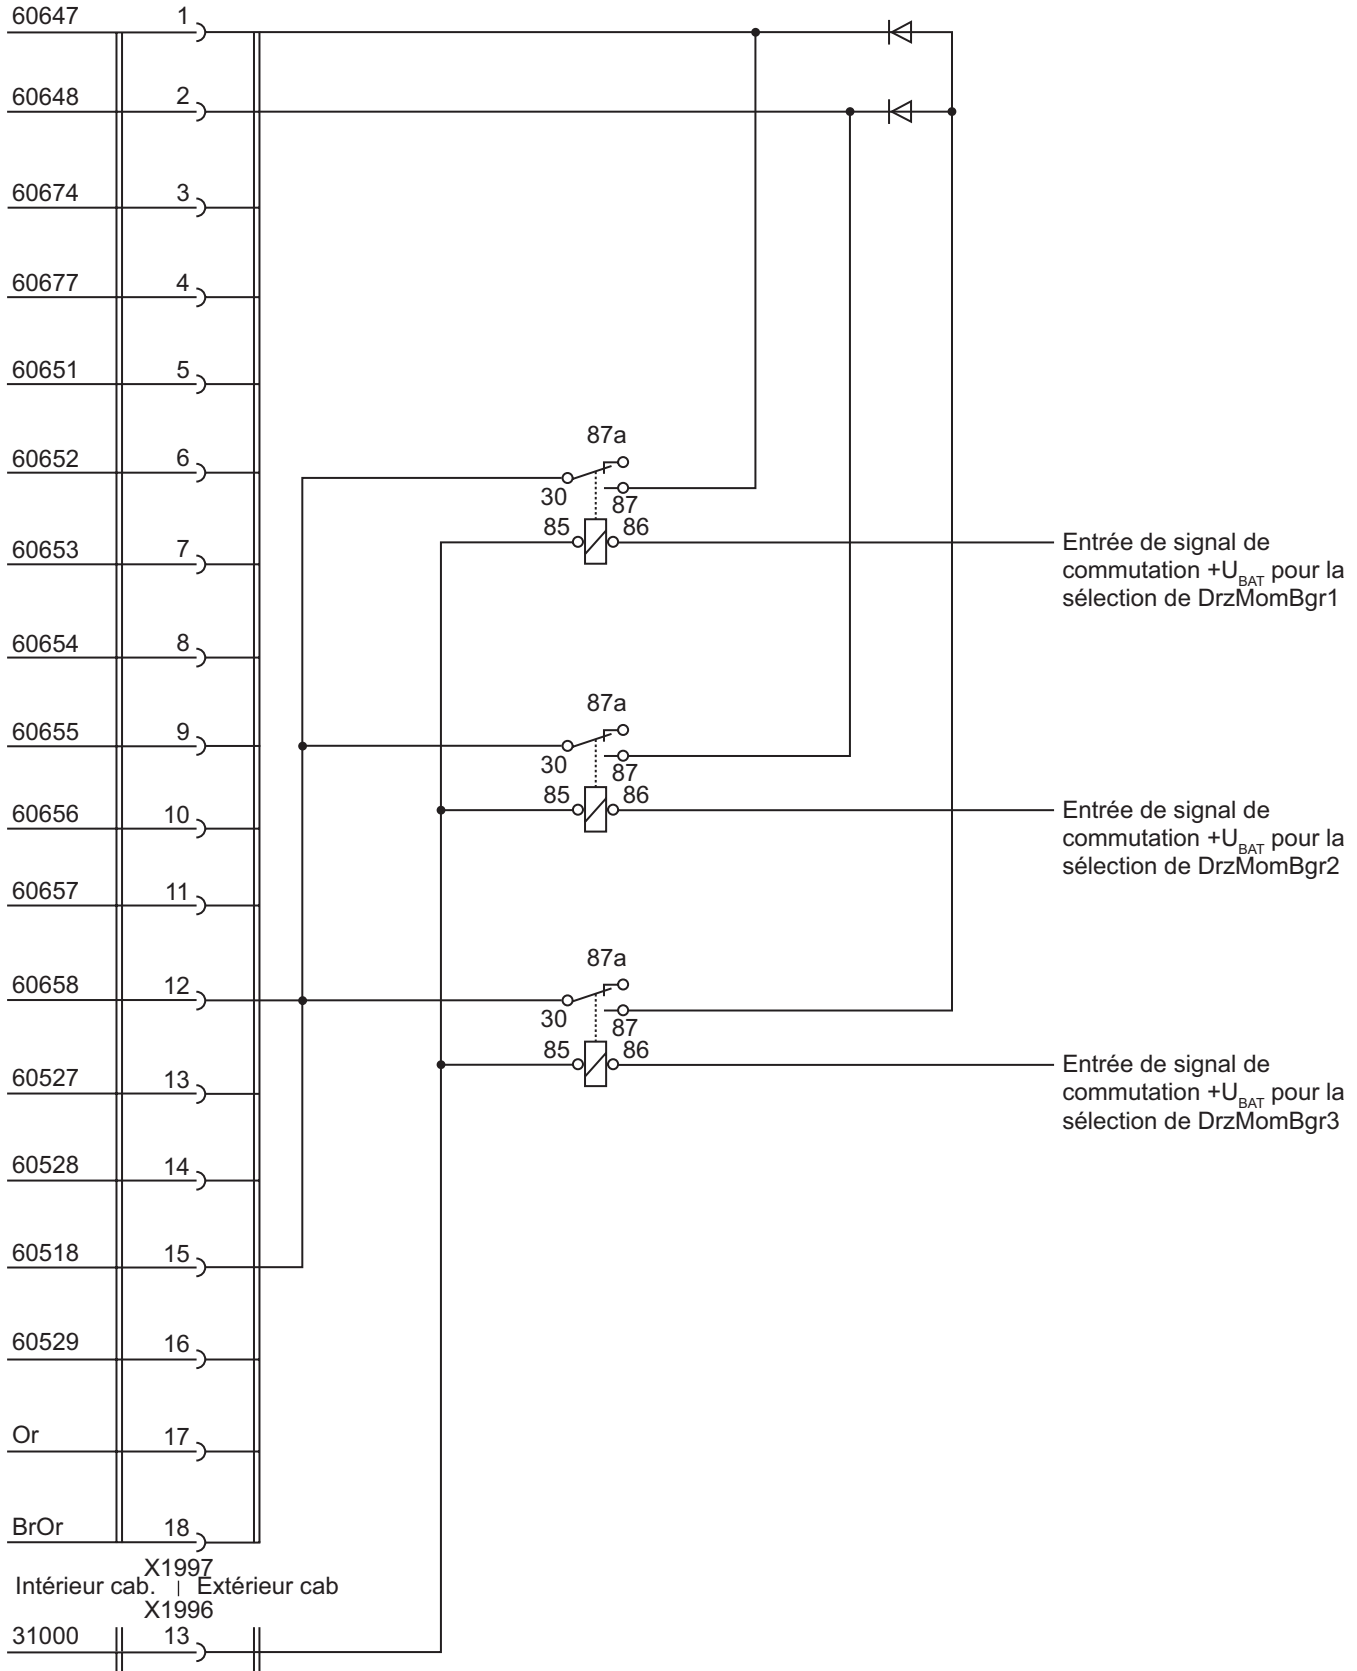 60647 1
60648 2
60674 3
60677 4
60651 5
87a
60652 6
30 87
85 86
60653 7
Entrée de signal de
commutation +UBAT pour la
sélection de DrzMomBgr1
60654 8
87a
60655 9
30 87
85 86
60656 10
Entrée de signal de
commutation +UBAT pour la
sélection de DrzMomBgr2
60657 11
87a
60658 12
30 87
85 86
60527 13
Entrée de signal de
commutation +UBAT pour la
sélection de DrzMomBgr3
60528 14
60518 15
60529 16
Or 17
BrOr 18
X1997
Intérieur cab. | Extérieur cab
X1996
31000 13